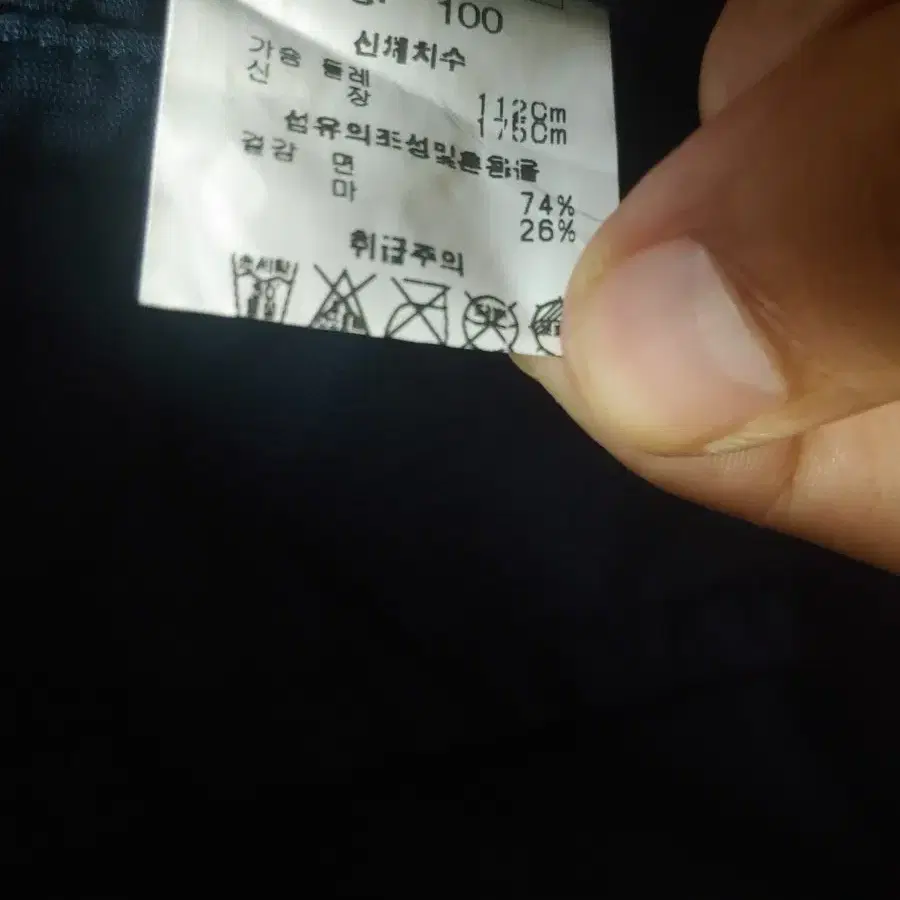 100
신체치수
가슴 둘레 112Cm
신 장 175Cm
섬유의조성및혼용율
겉감 면 74%
마 26%
취급주의